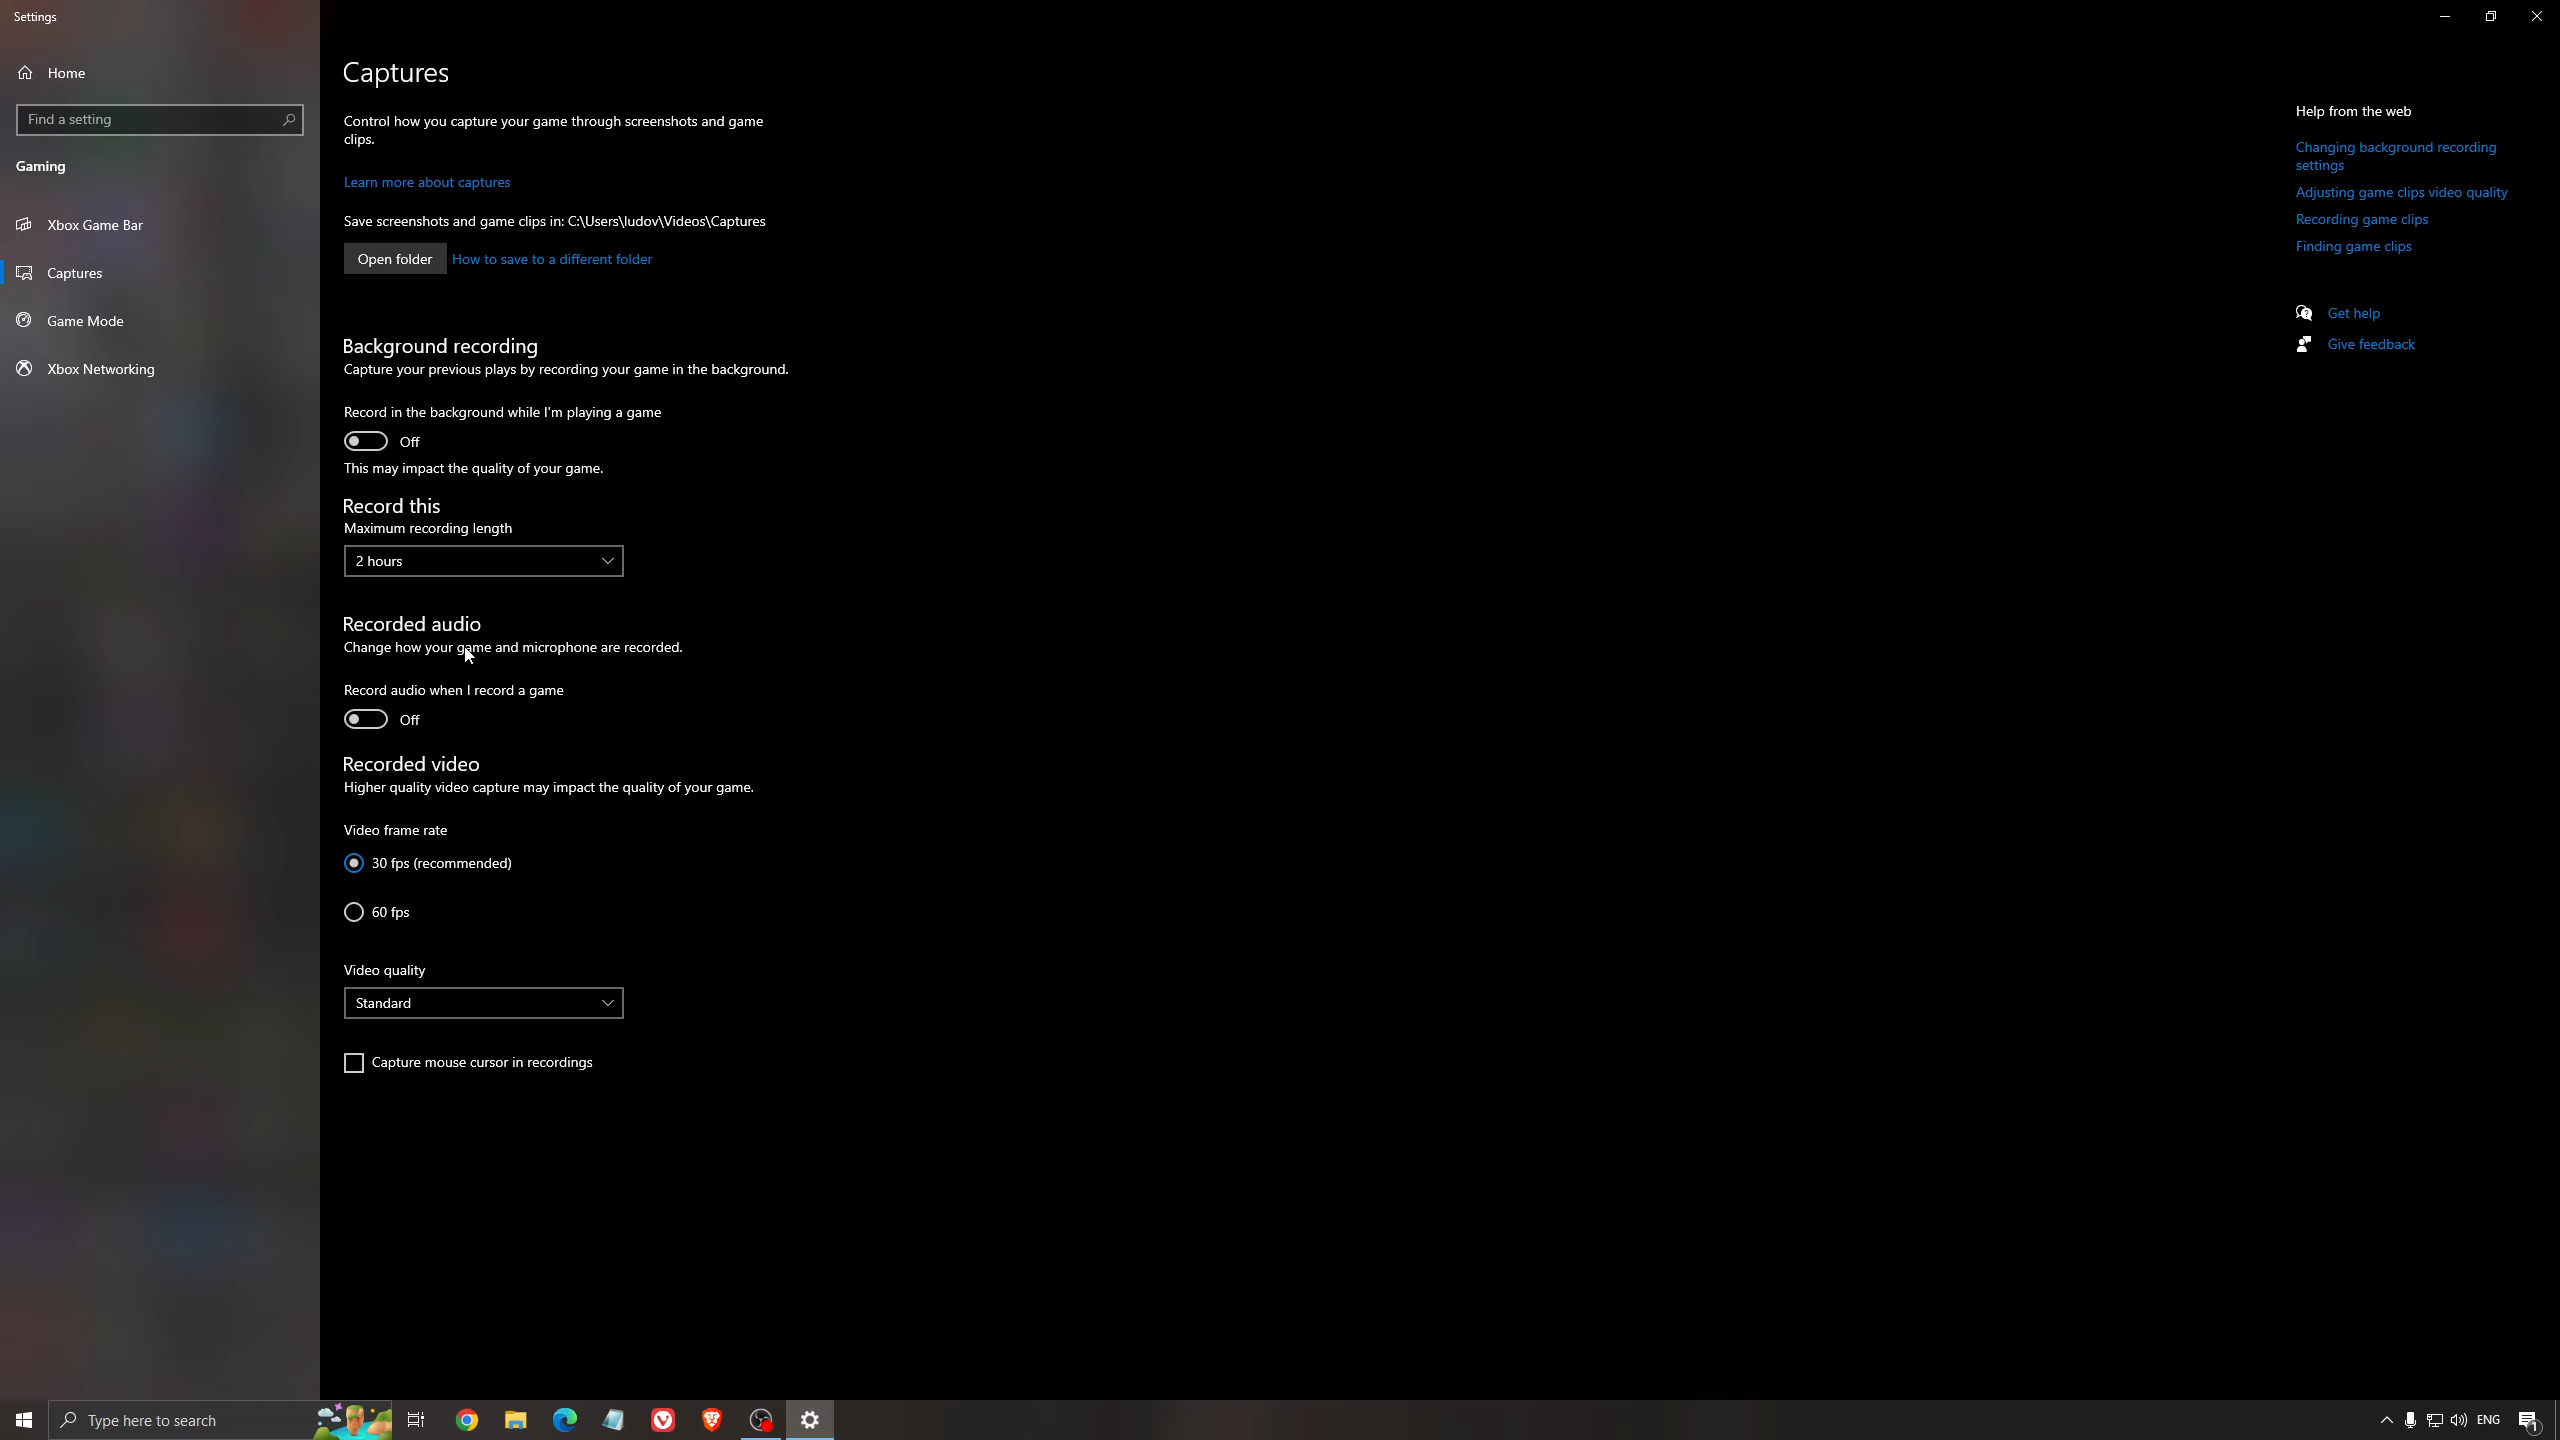 Settings
Home
Find a setting
Gaming
Xbox Game Bar
Captures
Game Mode
Xbox Networking
Captures
Control how you capture your game through screenshots and game
clips.
Learn more about captures
Save screenshots and game clips in: C:\Users\ludov\Videos\Captures
Open folder
How to save to a different folder
Background recording
Capture your previous plays by recording your game in the background.
Record in the background while I'm playing a game
Off
This may impact the quality of your game.
Record this
Maximum recording length
2 hours
Recorded audio
Change how your game and microphone are recorded.
Record audio when I record a game
Off
Recorded video
Higher quality video capture may impact the quality of your game.
Video frame rate
30 fps (recommended)
60 fps
Video quality
Standard
Capture mouse cursor in recordings
Help from the web
Changing background recording
settings
Adjusting game clips video quality
Recording game clips
Finding game clips
Get help
Give feedback
Type here to search
ENG
1